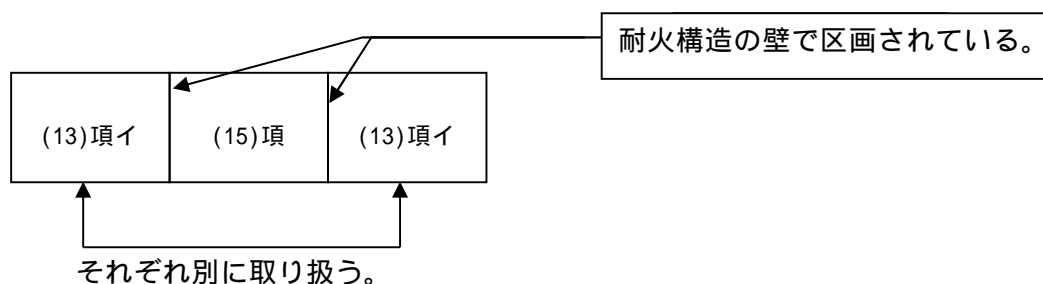 耐火構造の壁で区画されている。
(13)項イ
(15)項
(13)項イ
それぞれ別に取り扱う。